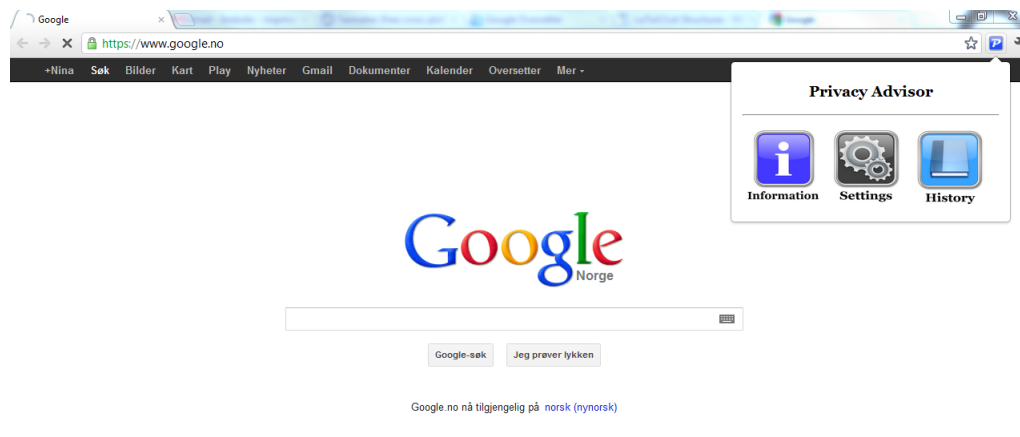 Google
https://www.google.no
+Nina Søk Bilder Kart Play Nyheter Gmail Dokumenter Kalender Oversetter Mer
Privacy Advisor
Information Settings History
Google
Norge
Google-søk Jeg prøver lykken
Google.no nå tilgjengelig på norsk (nynorsk)